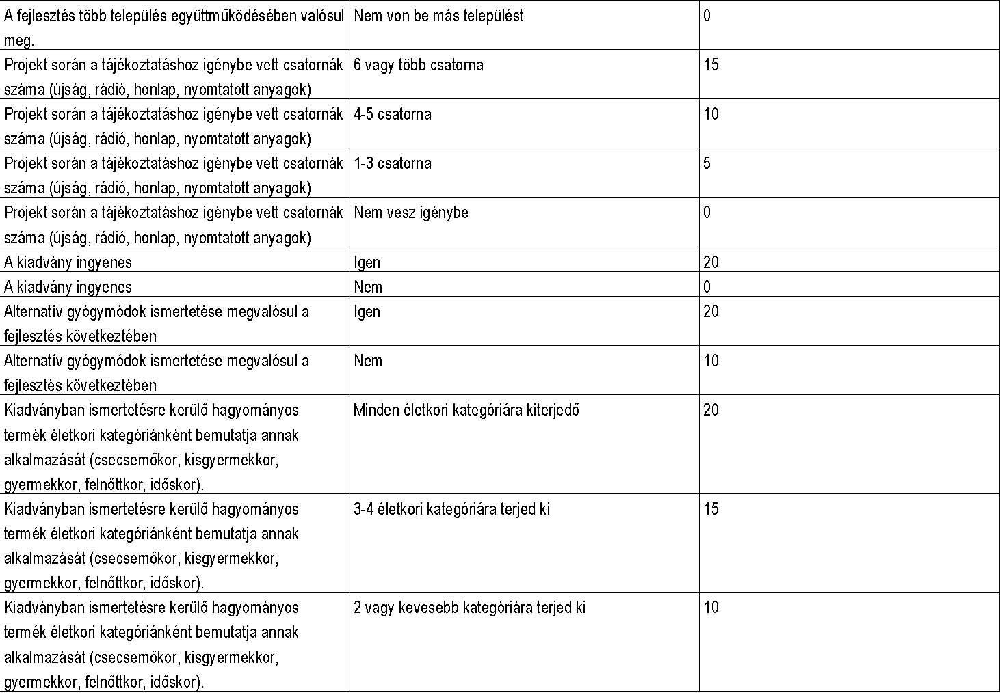 A fejlesztés több település együttműködésében valósul meg. Nem von be más települést 0
Projekt során a tájékoztatáshoz igénybe vett csatornák száma (újság, rádió, honlap, nyomtatott anyagok) 6 vagy több csatorna 15
Projekt során a tájékoztatáshoz igénybe vett csatornák száma (újság, rádió, honlap, nyomtatott anyagok) 4-5 csatorna 10
Projekt során a tájékoztatáshoz igénybe vett csatornák száma (újság, rádió, honlap, nyomtatott anyagok) 1-3 csatorna 5
Projekt során a tájékoztatáshoz igénybe vett csatornák száma (újság, rádió, honlap, nyomtatott anyagok) Nem vesz igénybe 0
A kiadvány ingyenes Igen 20
A kiadvány ingyenes Nem 0
Alternatív gyógymódok ismertetése megvalósul a fejlesztés következtében Igen 20
Alternatív gyógymódok ismertetése megvalósul a fejlesztés következtében Nem 10
Kiadványban ismertetésre kerülő hagyományos termék életkori kategóriánként bemutatja annak alkalmazását (csecsemőkor, kisgyermekkor, gyermekkor, felnőttkor, időskor). Minden életkori kategóriára kiterjedő 20
Kiadványban ismertetésre kerülő hagyományos termék életkori kategóriánként bemutatja annak alkalmazását (csecsemőkor, kisgyermekkor, gyermekkor, felnőttkor, időskor). 3-4 életkori kategóriára terjed ki 15
Kiadványban ismertetésre kerülő hagyományos termék életkori kategóriánként bemutatja annak alkalmazását (csecsemőkor, kisgyermekkor, gyermekkor, felnőttkor, időskor). 2 vagy kevesebb kategóriára terjed ki 10